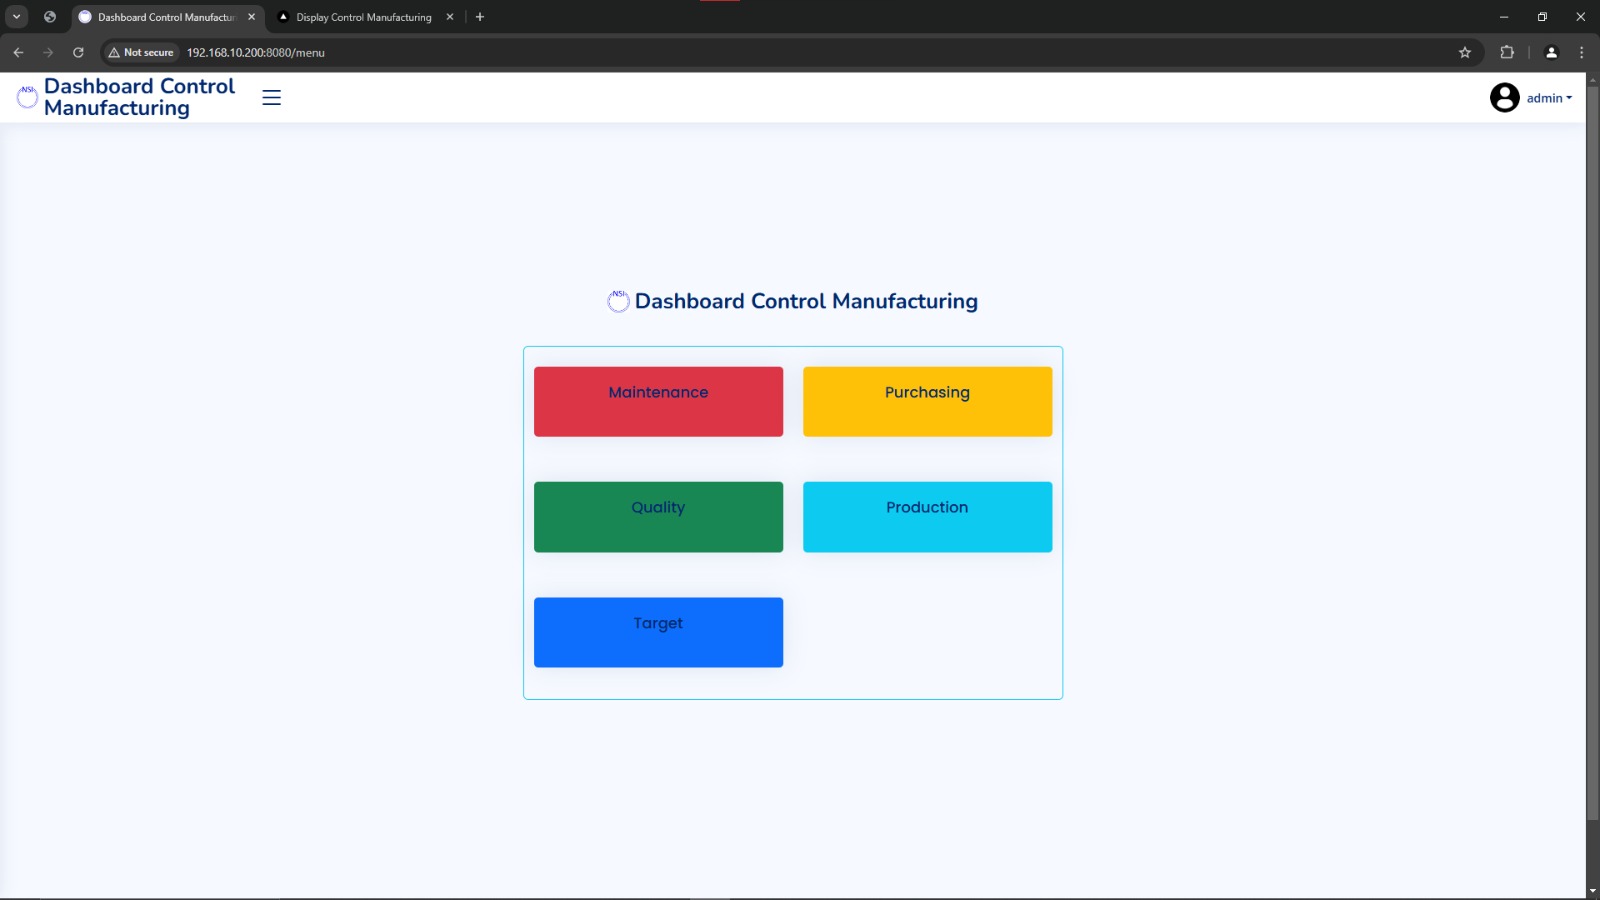 Dashboard Control Manufactur
Display Control Manufacturing
Not secure
192.168.10.200:8080/menu
NSI
Dashboard Control
Manufacturing
admin
NSI
Dashboard Control Manufacturing
Maintenance
Purchasing
Quality
Production
Target